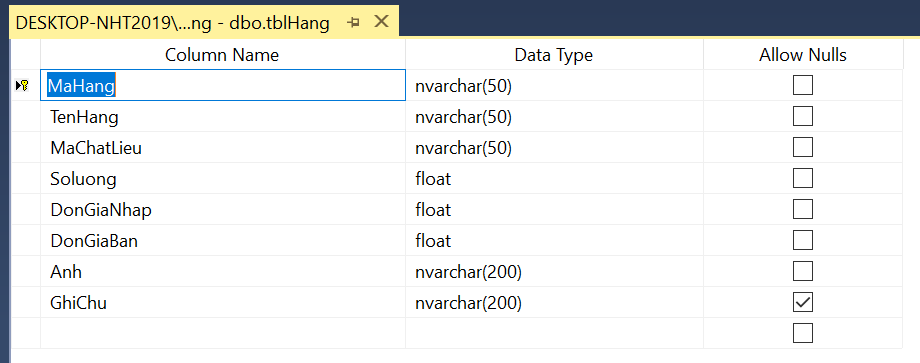 DESKTOP-NHT2019\...ng - dbo.tblHang
Column Name Data Type Allow Nulls
MaHang nvarchar(50)
TenHang nvarchar(50)
MaChatLieu nvarchar(50)
Soluong float
DonGiaNhap float
DonGiaBan float
Anh nvarchar(200)
GhiChu nvarchar(200)